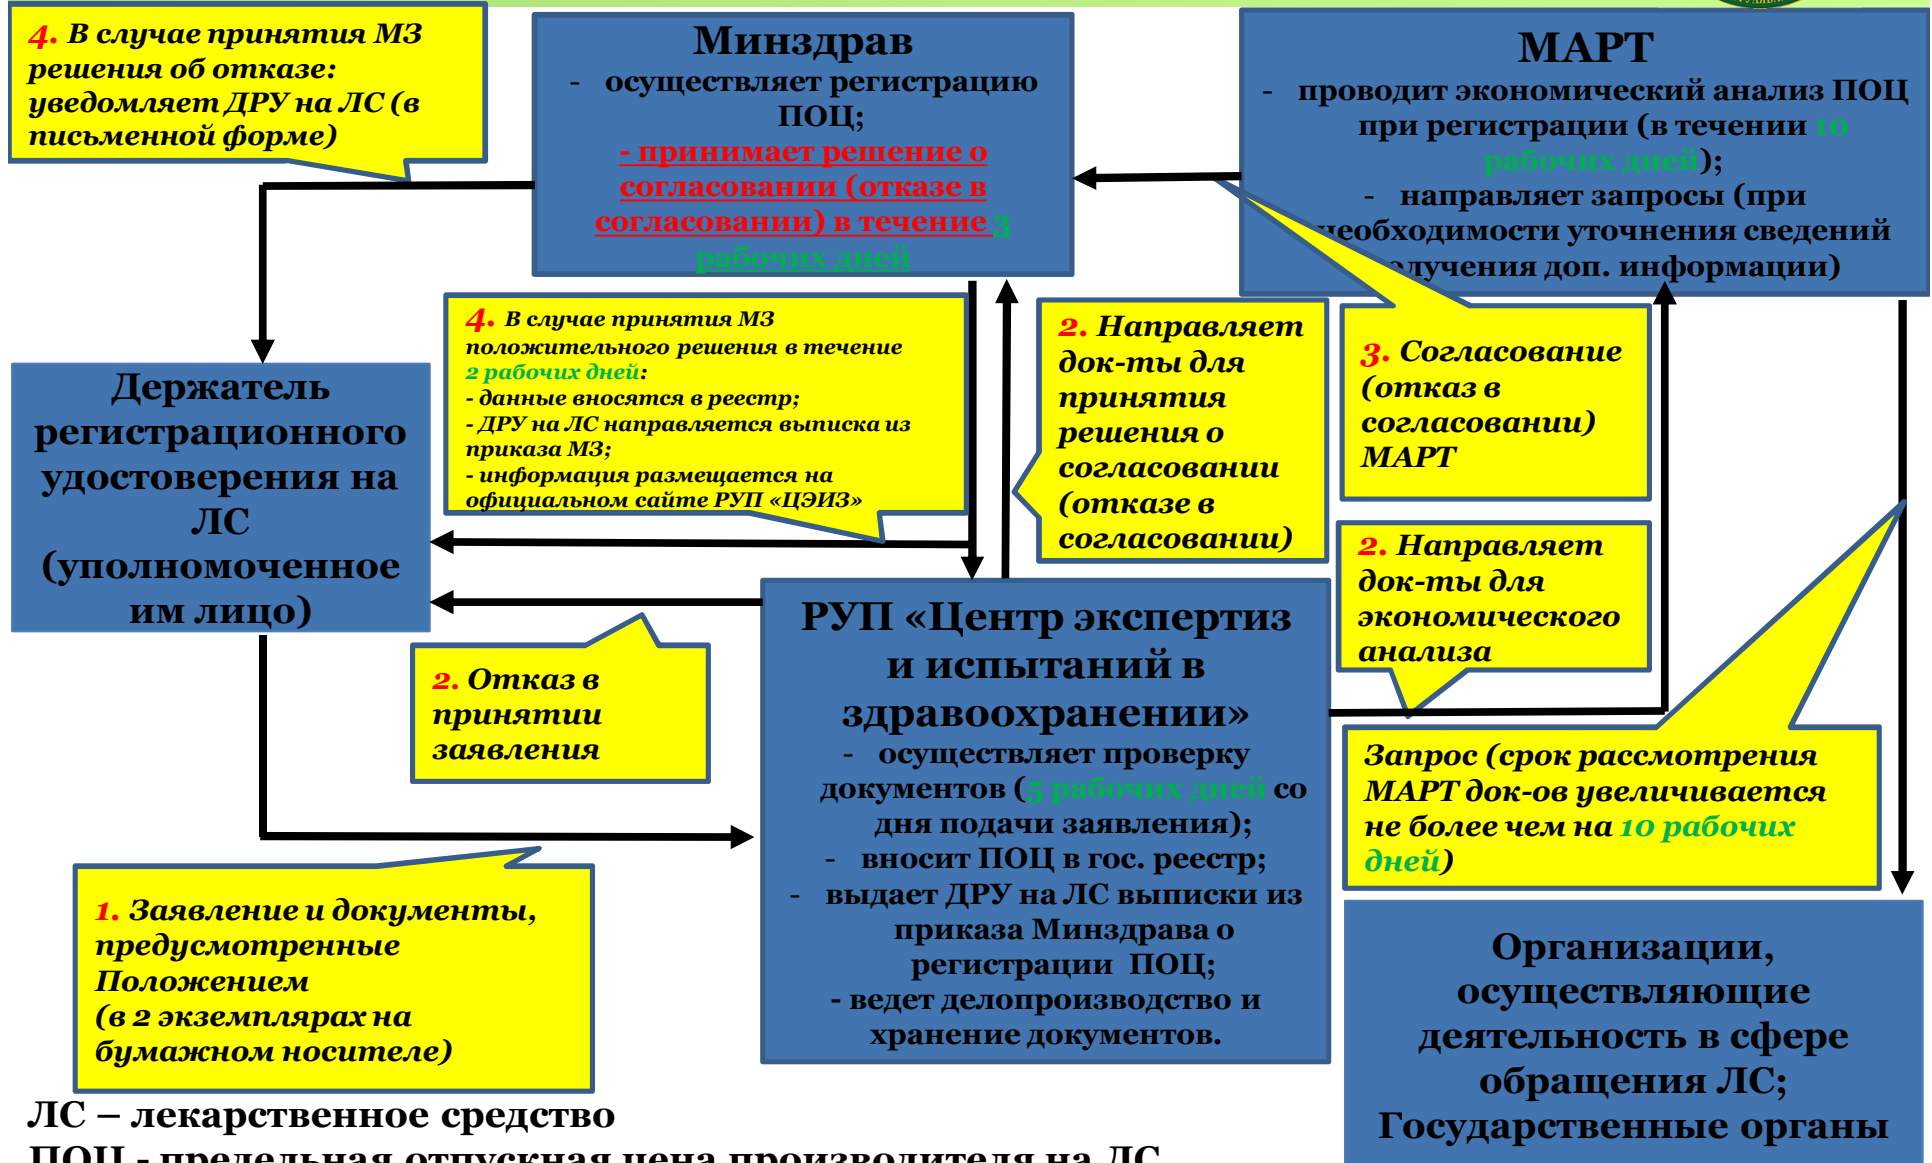 4. В случае принятия МЗ
решения об отказе:
уведомляет ДРУ на ЛС (в
письменной форме)
Минздрав
- осуществляет регистрацию
ПОЦ;
- принимает решение о
согласовании (отказе в
согласовании) в течение 3
рабочих дней
МАРТ
- проводит экономический анализ ПОЦ
при регистрации (в течении 10
рабочих дней);
- направляет запросы (при
необходимости уточнения сведений
получения доп. информации)
4. В случае принятия МЗ
положительного решения в течение
2 рабочих дней:
- данные вносятся в реестр;
- ДРУ на ЛС направляется выписка из
приказа МЗ;
- информация размещается на
официальном сайте РУП «ЦЭИЗ»
2. Направляет
док-ты для
принятия
решения о
согласовании
(отказе в
согласовании)
3. Согласование
(отказ в
согласовании)
МАРТ
Держатель
регистрационного
удостоверения на
ЛС
(уполномоченное
им лицо)
2. Направляет
док-ты для
экономического
анализа
2. Отказ в
принятии
заявления
РУП «Центр экспертиз
и испытаний в
здравоохранении»
- осуществляет проверку
документов (5 рабочих дней со
дня подачи заявления);
- вносит ПОЦ в гос. реестр;
- выдает ДРУ на ЛС выписки из
приказа Минздрава о
регистрации ПОЦ;
- ведет делопроизводство и
хранение документов.
Запрос (срок рассмотрения
МАРТ док-ов увеличивается
не более чем на 10 рабочих
дней)
1. Заявление и документы,
предусмотренные
Положением
(в 2 экземплярах на
бумажном носителе)
Организации,
осуществляющие
деятельность в сфере
обращения ЛС;
Государственные органы
ЛС – лекарственное средство
ПОЦ - предельная отпускная цена производителя на ЛС